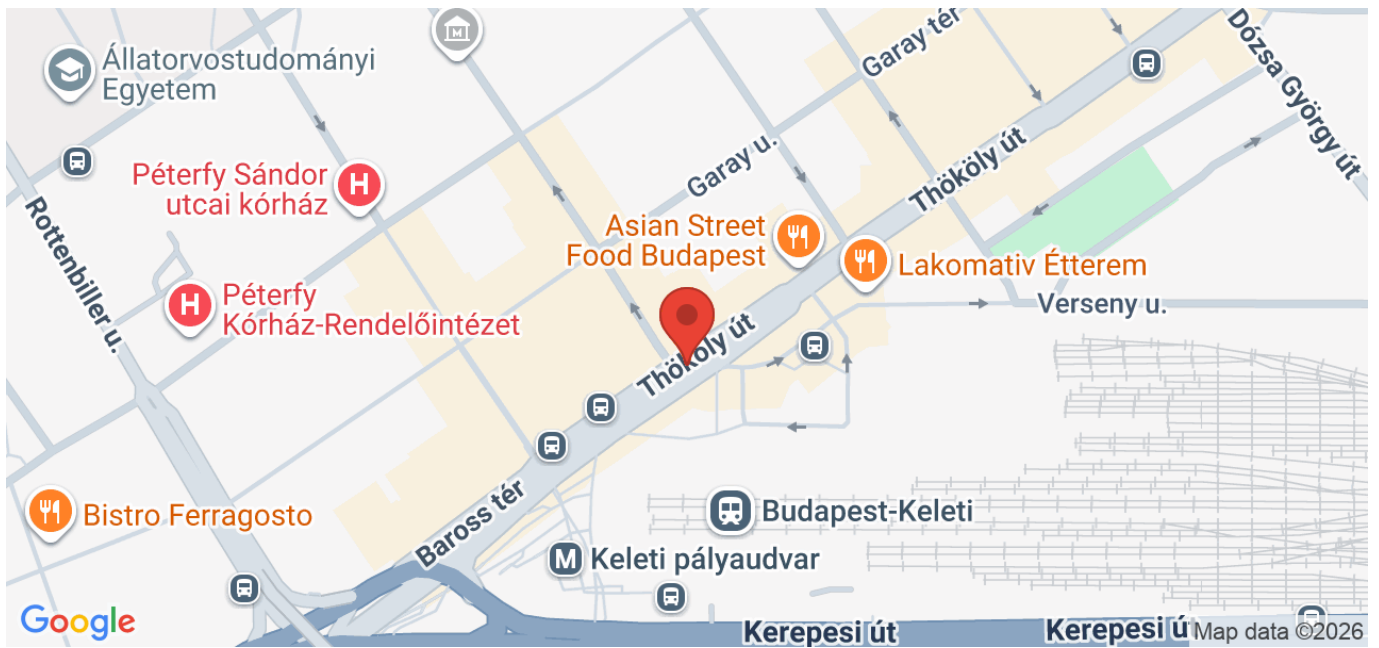 Garay tér
Dózsa György út
Állatorvostudományi
Egyetem
Péterfy Sándor
utcai kórház
H
Garay u.
Thököly út
Rottenbiller u.
Asian Street
Food Budapest
Lakomativ Étterem
H
Péterfy
Kórház-Rendelőintézet
Verseny u.
Thököly út
Bistro Ferragosto
Baross tér
Budapest-Keleti
M
Keleti pályaudvar
Google
Kerepesi út
Kerepesi ú
Map data ©2026